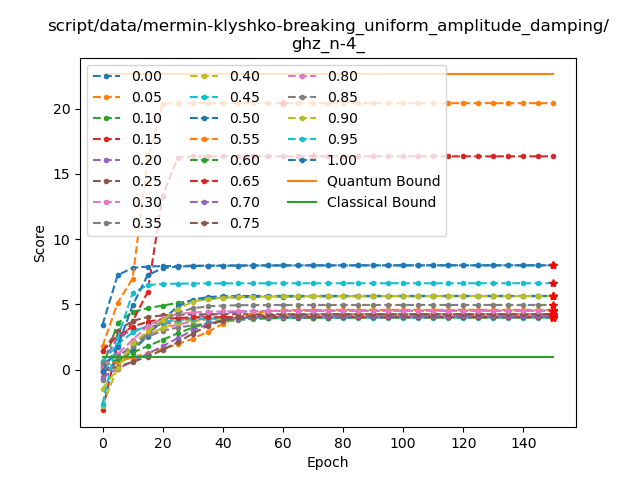 script/data/mermin-klyshko-breaking_uniform_amplitude_damping/
ghz_n-4_
0.00 0.40 0.80
0.05 0.45 0.85
0.10 0.50 0.90
0.15 0.55 0.95
0.20 0.60 1.00
0.25 0.65 Quantum Bound
0.30 0.70 Classical Bound
0.35 0.75
20
15
10
5
0
Score
0 20 40 60 80 100 120 140
Epoch